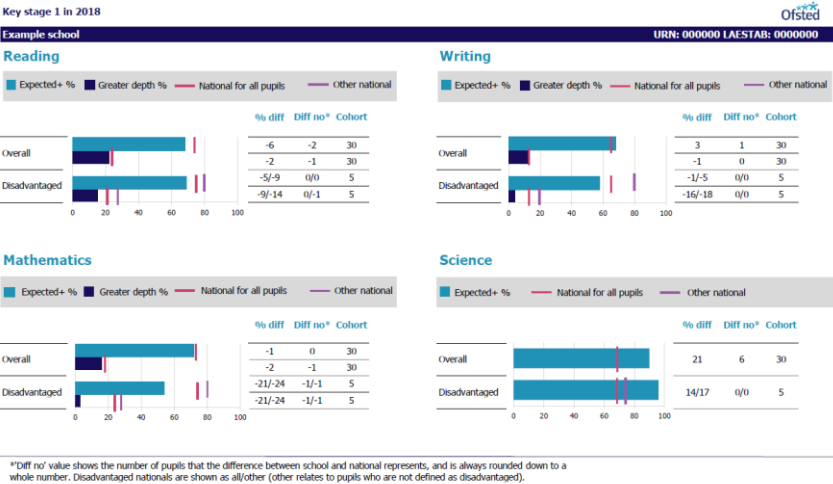 Key stage 1 in 2018
Ofsted
Example school URN: 000000 LAESTAB: 0000000
Reading
Expected+ % Greater depth % National for all pupils Other national
% diff Diff no* Cohort
Overall -6 -2 30
-2 -1 30
Disadvantaged -5/-9 0/0 5
-9/-14 0/-1 5
0 20 40 60 80 100
Writing
Expected+ % Greater depth % National for all pupils Other national
% diff Diff no* Cohort
Overall 3 1 30
-1 0 30
Disadvantaged -1/-5 0/0 5
-16/-18 0/0 5
0 20 40 60 80 100
Mathematics
Expected+ % Greater depth % National for all pupils Other national
% diff Diff no* Cohort
Overall -1 0 30
-2 -1 30
Disadvantaged -21/-24 -1/-1 5
-21/-24 -1/-1 5
0 20 40 60 80 100
Science
Expected+ % National for all pupils Other national
% diff Diff no* Cohort
Overall 21 6 30
Disadvantaged 14/17 0/0 5
0 20 40 60 80 100
*'Diff no' value shows the number of pupils that the difference between school and national represents, and is always rounded down to a
whole number. Disadvantaged nationals are shown as all/other (other relates to pupils who are not defined as disadvantaged).